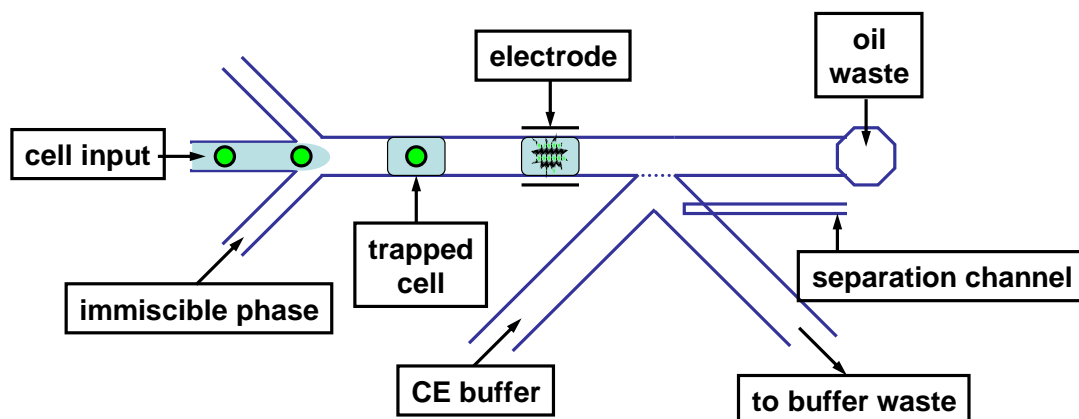 electrode
oil
waste
cell input
trapped
cell
separation channel
immiscible phase
CE buffer
to buffer waste